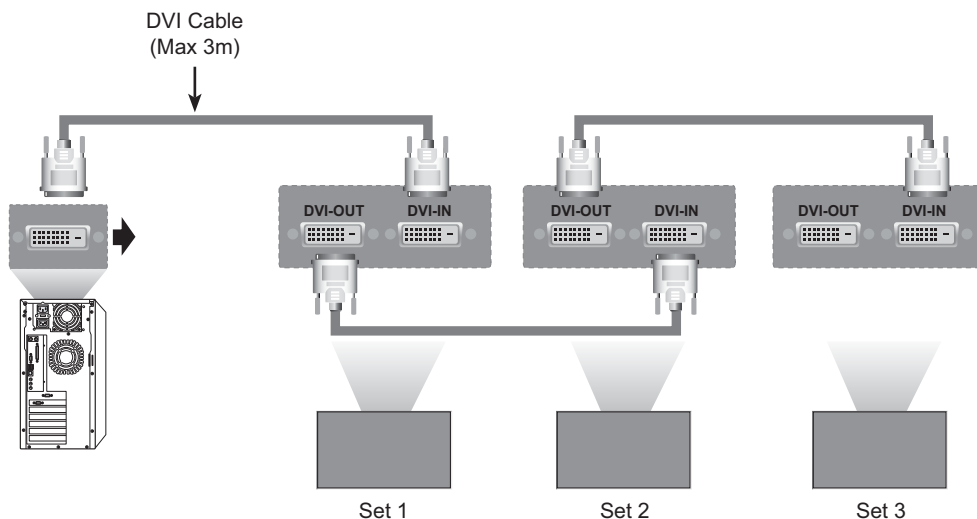 DVI Cable
(Max 3m)
DVI-OUT DVI-IN
DVI-OUT DVI-IN
DVI-OUT DVI-IN
Set 1
Set 2
Set 3